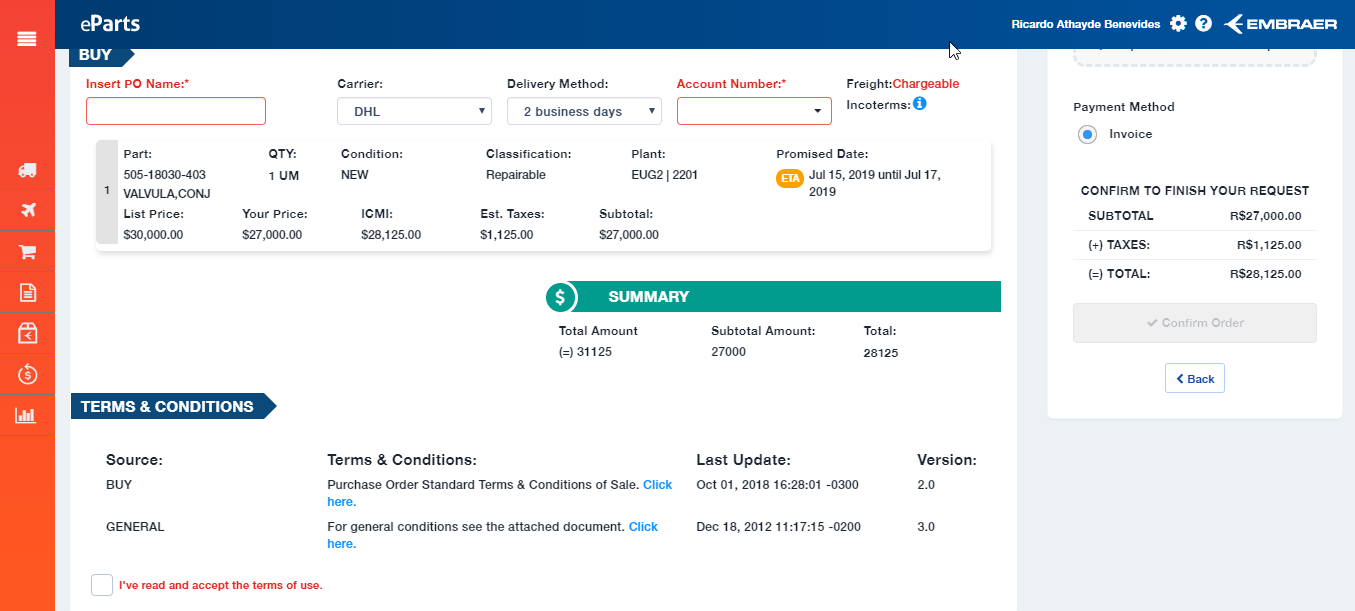 eParts
Ricardo Athayde Benevides
EMBRAER
BUY
Insert PO Name:*
Carrier:
DHL
Delivery Method:
2 business days
Account Number:*
Freight:Chargeable
Incoterms:
1
Part:
505-18030-403
VALVULA,CONJ
QTY:
1 UM
Condition:
NEW
Classification:
Repairable
Plant:
EUG2 | 2201
Promised Date:
ETA
Jul 15, 2019 until Jul 17,
2019
List Price:
$30,000.00
Your Price:
$27,000.00
ICMI:
$28,125.00
Est. Taxes:
$1,125.00
Subtotal:
$27,000.00
$ SUMMARY
Total Amount
(=) 31125
Subtotal Amount:
27000
Total:
28125
TERMS & CONDITIONS
Source: Terms & Conditions: Last Update: Version:
BUY Purchase Order Standard Terms & Conditions of Sale. Click Oct 01, 2018 16:28:01 -0300 2.0
here.
GENERAL For general conditions see the attached document. Click Dec 18, 2012 11:17:15 -0200 3.0
here.
I've read and accept the terms of use.
Payment Method
Invoice
CONFIRM TO FINISH YOUR REQUEST
SUBTOTAL R$27,000.00
(+) TAXES: R$1,125.00
(=) TOTAL: R$28,125.00
Confirm Order
Back